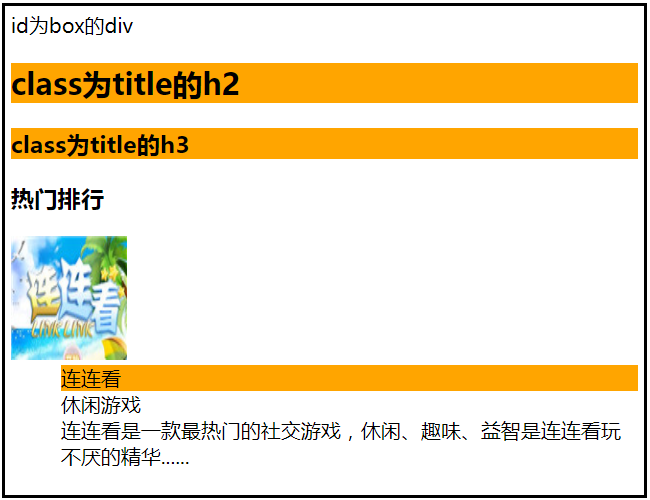 id为box的div
class为title的h2
class为title的h3
热门排行
连连看
LINK LINK
连连看
休闲游戏
连连看是一款最热门的社交游戏，休闲、趣味、益智是连连看玩
不厌的精华......